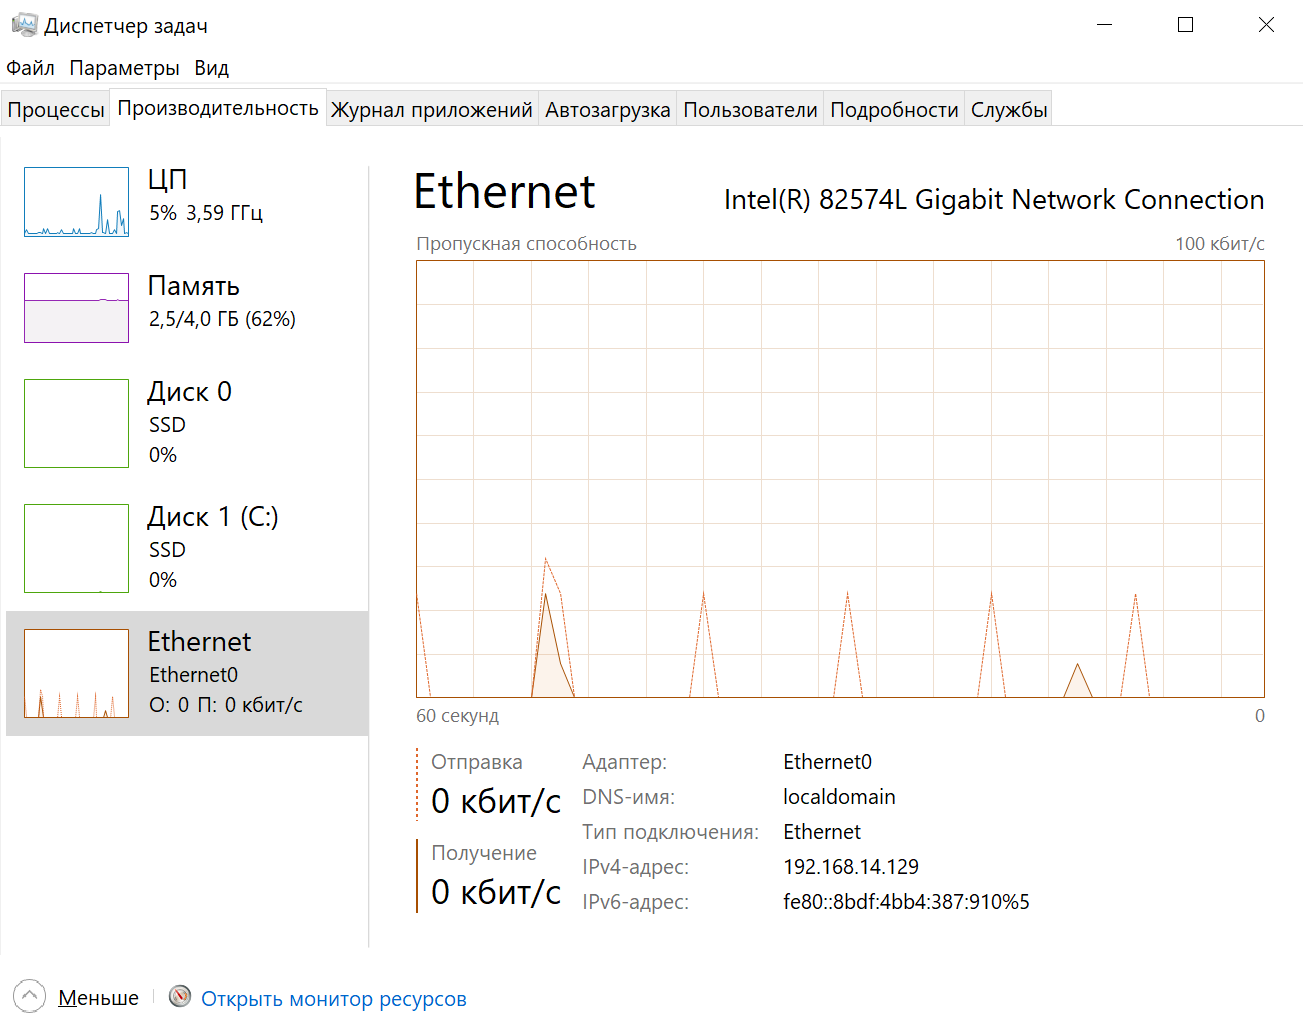 Диспетчер задач
Файл Параметры Вид
Процессы Производительность Журнал приложений Автозагрузка Пользователи Подробности Службы
ЦП
5% 3,59 ГГц
Память
2,5/4,0 ГБ (62%)
Диск 0
SSD
0%
Диск 1 (C:)
SSD
0%
Ethernet
Ethernet0
О: 0 П: 0 кбит/с
Ethernet
Intel(R) 82574L Gigabit Network Connection
Пропускная способность
100 кбит/с
60 секунд
0
Отправка
0 кбит/с
Получение
0 кбит/с
Адаптер: Ethernet0
DNS-имя: localdomain
Тип подключения: Ethernet
IPv4-адрес: 192.168.14.129
IPv6-адрес: fe80::8bdf:4bb4:387:910%5
Меньше
Открыть монитор ресурсов